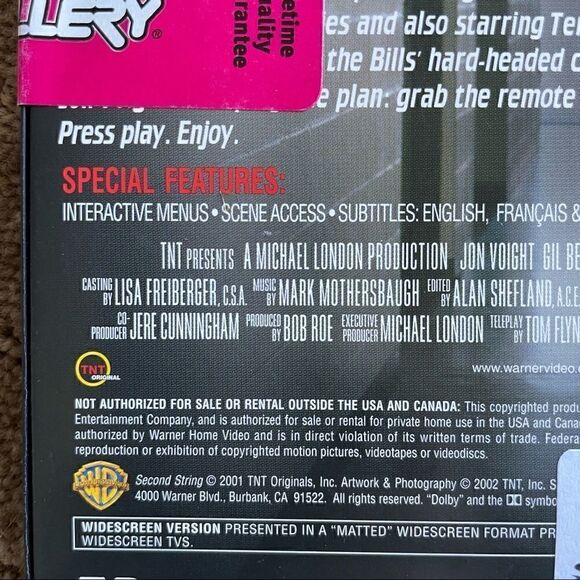 LLERY®
Lifetime
Quality
Guarantee
es and also starring Te
the Bills' hard-headed c
plan: grab the remote
Press play. Enjoy.
SPECIAL FEATURES:
INTERACTIVE MENUS • SCENE ACCESS • SUBTITLES: ENGLISH, FRANÇAIS &
TNT PRESENTS A MICHAEL LONDON PRODUCTION JON VOIGHT GIL BE
CASTING BY LISA FREIBERGER, C.S.A. MUSIC BY MARK MOTHERSBAUGH EDITED BY ALAN SHEFLAND, A.C.E
CO-PRODUCER JERE CUNNINGHAM PRODUCED BY BOB ROE EXECUTIVE PRODUCER MICHAEL LONDON TELEPLAY BY TOM FLYN
TNT
ORIGINAL
www.warnervideo.
NOT AUTHORIZED FOR SALE OR RENTAL OUTSIDE THE USA AND CANADA: This copyrighted produ
Entertainment Company, and is authorized for sale or rental for private home use in the USA and Cana
authorized by Warner Home Video and is in direct violation of its written terms of trade. Federa
reproduction or exhibition of copyrighted motion pictures, videotapes or videodiscs.
WB
Second String © 2001 TNT Originals, Inc. Artwork & Photography © 2002 TNT, Inc. S
4000 Warner Blvd., Burbank, CA 91522. All rights reserved. "Dolby" and the DD symbo
WIDESCREEN VERSION PRESENTED IN A "MATTED" WIDESCREEN FORMAT PR
WIDESCREEN TVS.